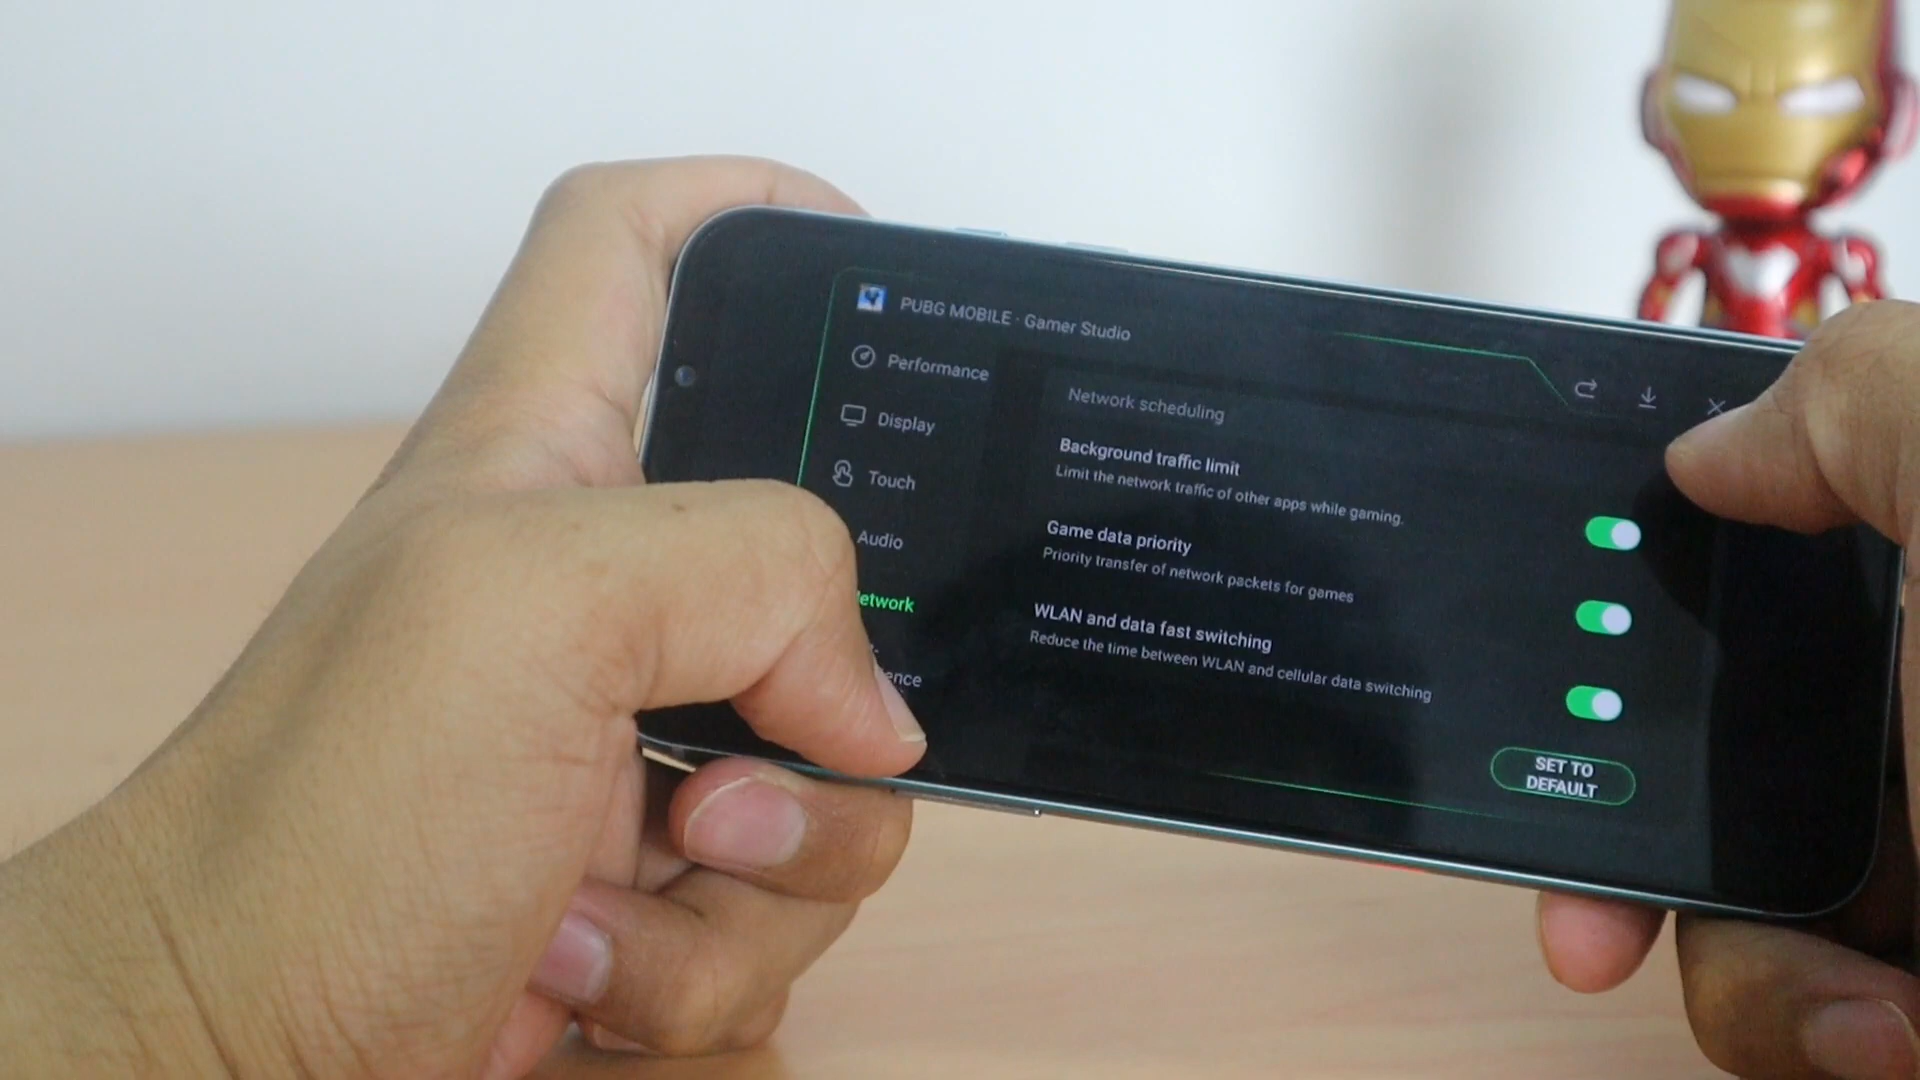 PUBG MOBILE · Gamer Studio
Performance
Display
Touch
Audio
etwork
ence
Network scheduling
Background traffic limit
Limit the network traffic of other apps while gaming.
Game data priority
Priority transfer of network packets for games
WLAN and data fast switching
Reduce the time between WLAN and cellular data switching
SET TO
DEFAULT